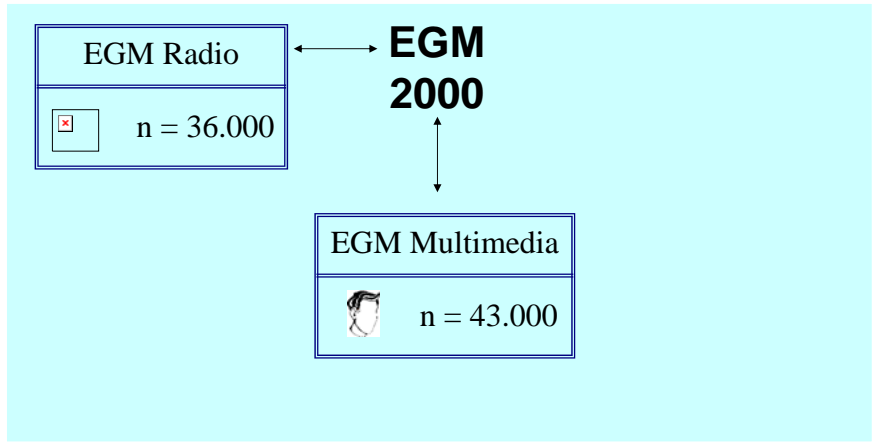 EGM Radio
n = 36.000
EGM
2000
EGM Multimedia
n = 43.000